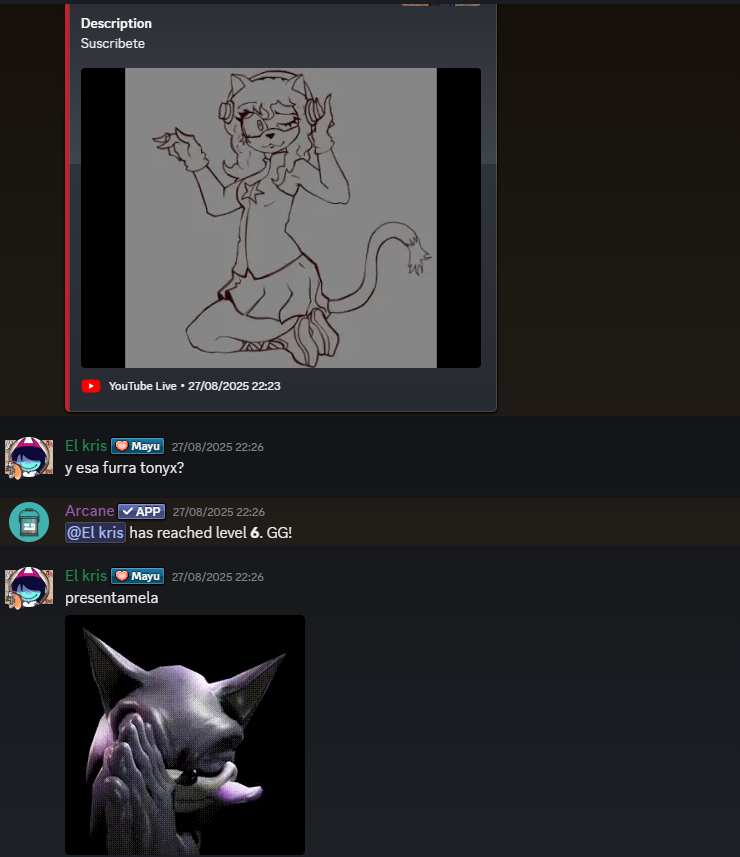 Description
Suscribete
YouTube Live • 27/08/2025 22:23
El kris Mayu 27/08/2025 22:26
y esa furra tonyx?
Arcane ✓ APP 27/08/2025 22:26
@El kris has reached level 6. GG!
El kris Mayu 27/08/2025 22:26
presentamela